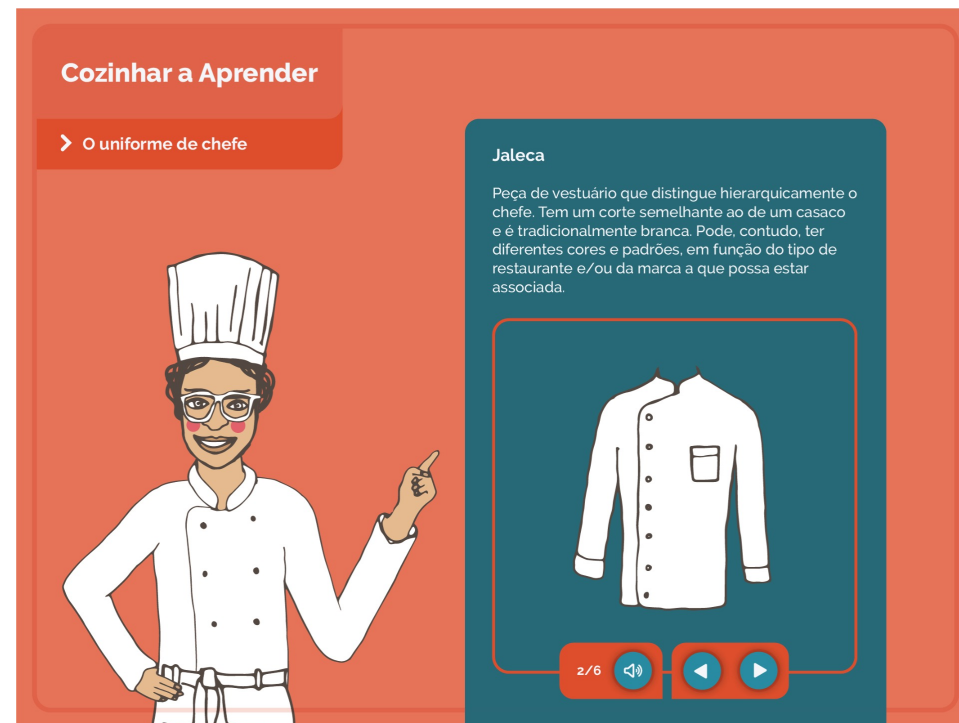 Cozinhar a Aprender
O uniforme de chefe
Jaleca
Peça de vestuário que distingue hierarquicamente o
chefe. Tem um corte semelhante ao de um casaco
e é tradicionalmente branca. Pode, contudo, ter
diferentes cores e padrões, em função do tipo de
restaurante e/ou da marca a que possa estar
associada.
2/6